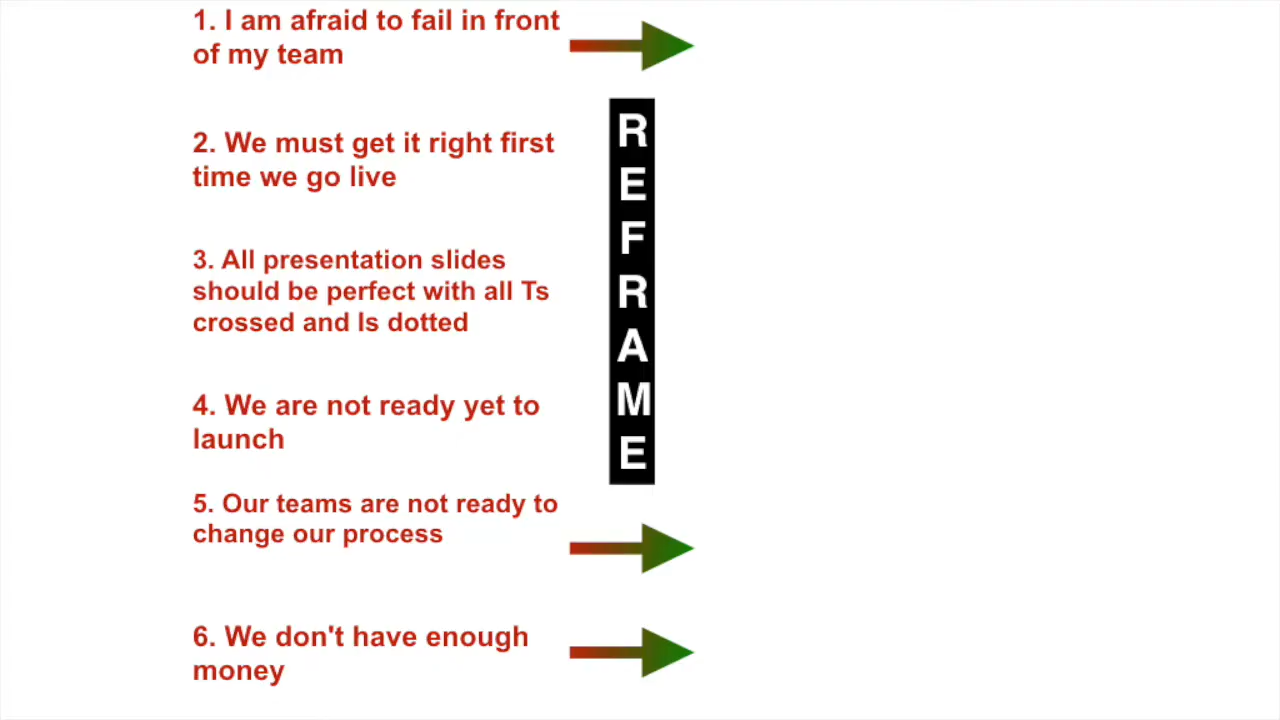 1. I am afraid to fail in front
of my team
2. We must get it right first
time we go live
3. All presentation slides
should be perfect with all Ts
crossed and Is dotted
4. We are not ready yet to
launch
5. Our teams are not ready to
change our process
6. We don't have enough
money
R
E
F
R
A
M
E